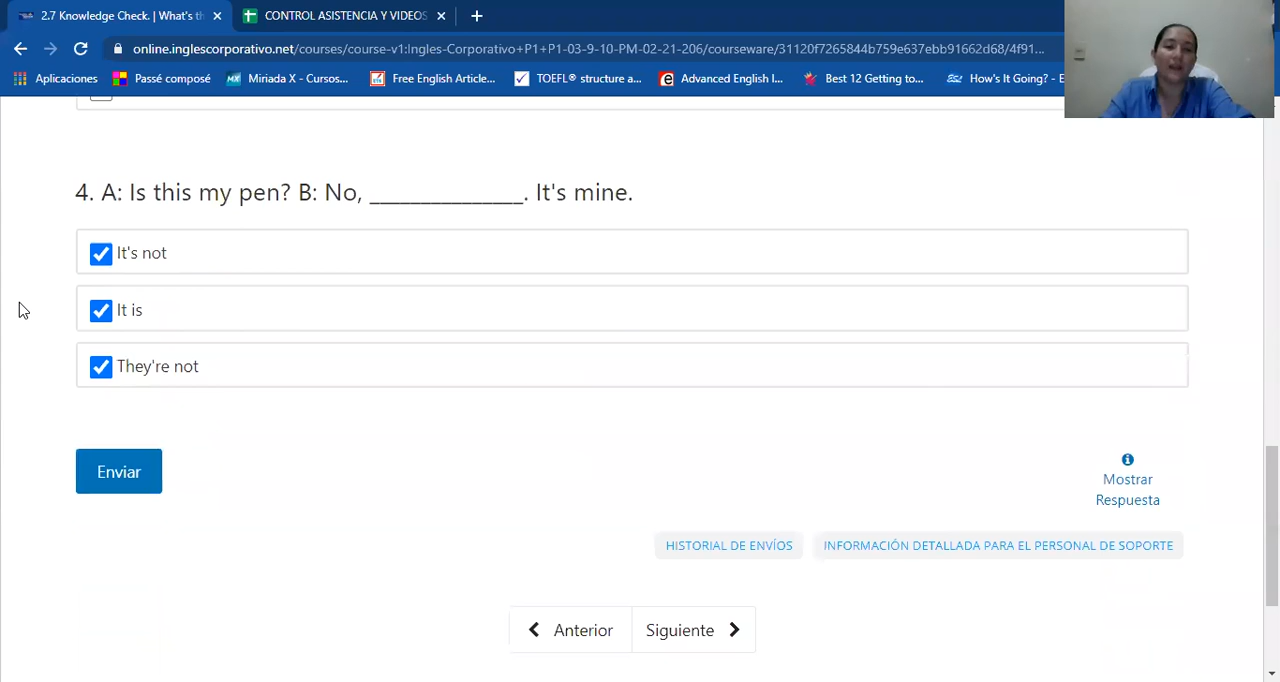 2.7 Knowledge Check. | What's th
CONTROL ASISTENCIA Y VIDEOS
online.inglescorporativo.net/courses/course-v1:Ingles-Corporativo+P1+P1-03-9-10-PM-02-21-206/courseware/31120f7265844b759e637ebb91662d68/4f91...
Aplicaciones Passé composé Miriada X - Cursos... Free English Article... TOEFL® structure a... Advanced English l... Best 12 Getting to... How's It Going? - E
4. A: Is this my pen? B: No, ______________. It's mine.
It's not
It is
They're not
Enviar
Mostrar
Respuesta
HISTORIAL DE ENVÍOS INFORMACIÓN DETALLADA PARA EL PERSONAL DE SOPORTE
Anterior Siguiente